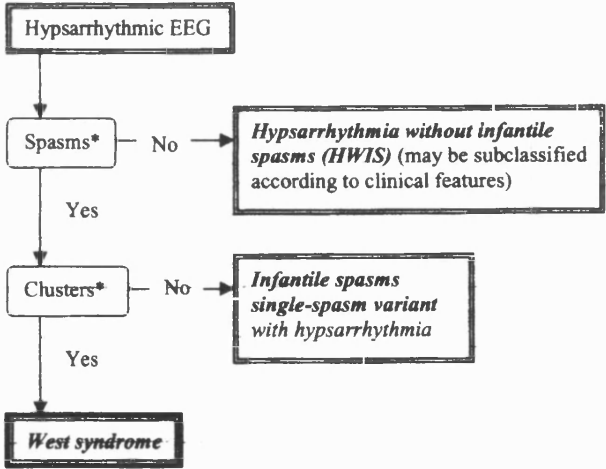 Hypsarrhythmic EEG
Spasms*
No
Hypsarrhythmia without infantile
spasms (HWIS) (may be subclassified
according to clinical features)
Yes
Clusters*
No
Infantile spasms
single-spasm variant
with hypsarrhythmia
Yes
West syndrome